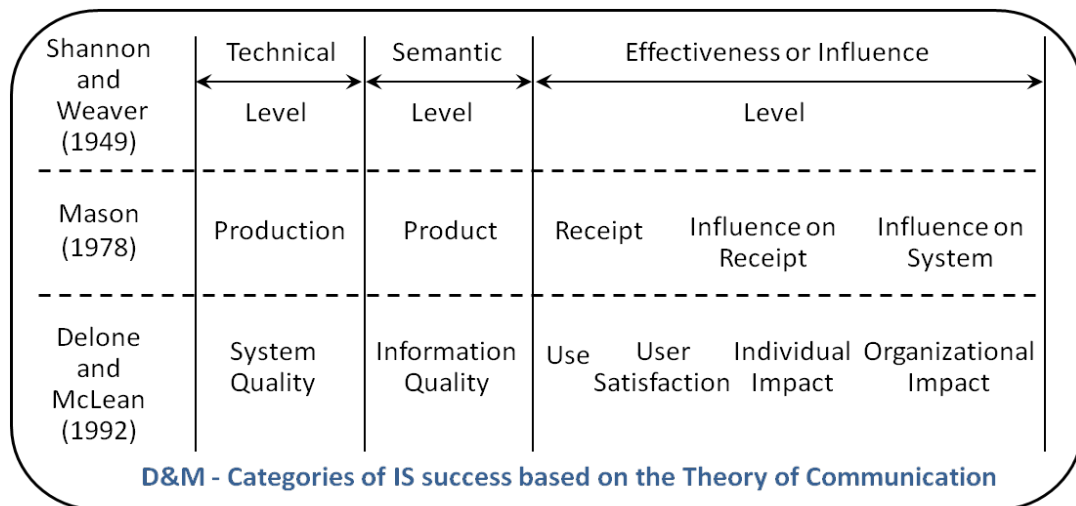 Shannon
and
Weaver
(1949)
Technical
Level
Semantic
Level
Effectiveness or Influence
Level
Mason
(1978)
Production
Product
Receipt
Influence on
Receipt
Influence on
System
Delone
and
McLean
(1992)
System
Quality
Information
Quality
Use
User
Satisfaction
Individual
Impact
Organizational
Impact
D&M - Categories of IS success based on the Theory of Communication